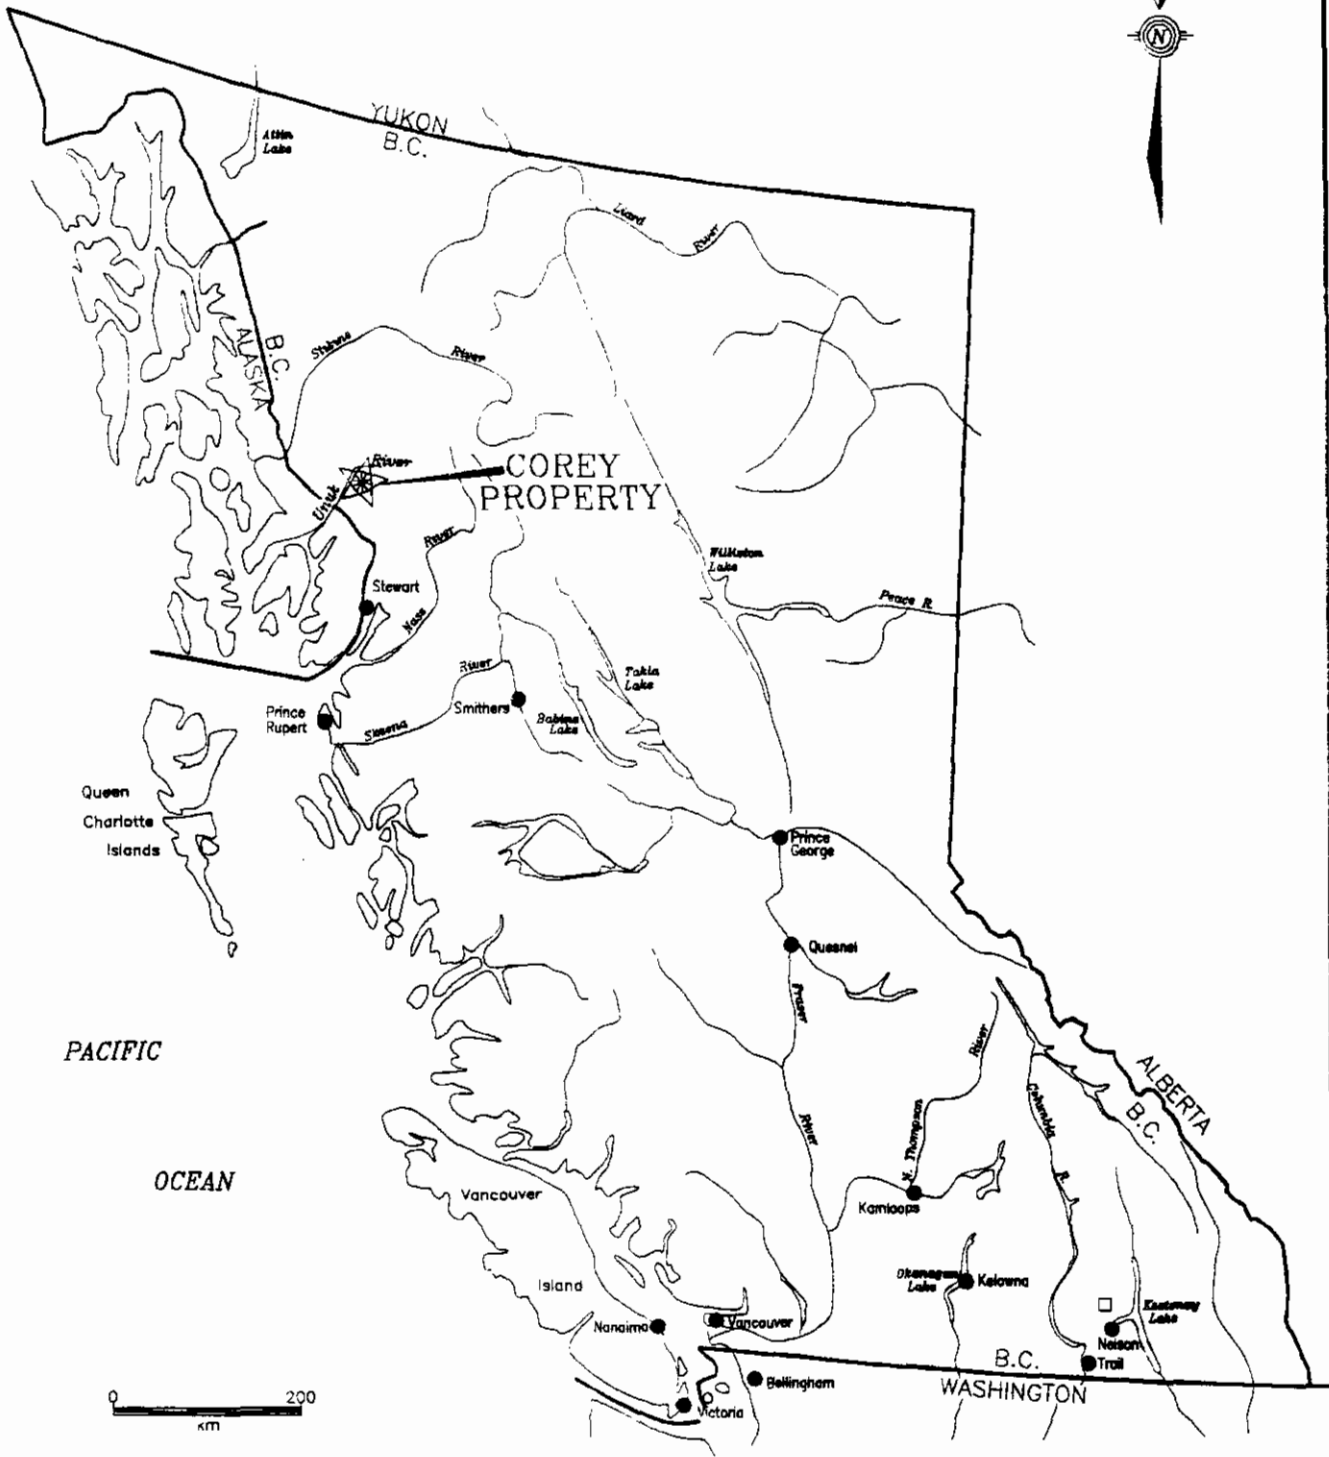 N
YUKON
B.C.
Atlin
Lake
Liard
River
B.C.
ALASKA
Stikine
River
River
Unuk
COREY
PROPERTY
River
Nass
Stewart
Williston
Lake
Peace R.
River
Takla
Lake
Smithers
Babine
Lake
Prince
Rupert
Skeena
Queen
Charlotte
Islands
Prince
George
Quesnel
Fraser
River
PACIFIC
OCEAN
River
N. Thompson
Columbia
R.
ALBERTA
B.C.
Vancouver
Island
Kamloops
Okanagan
Lake
Kelowna
Kootenay
Lake
Nanaimo
Vancouver
Nelson
Trail
B.C.
WASHINGTON
Bellingham
Victoria
0 200
km